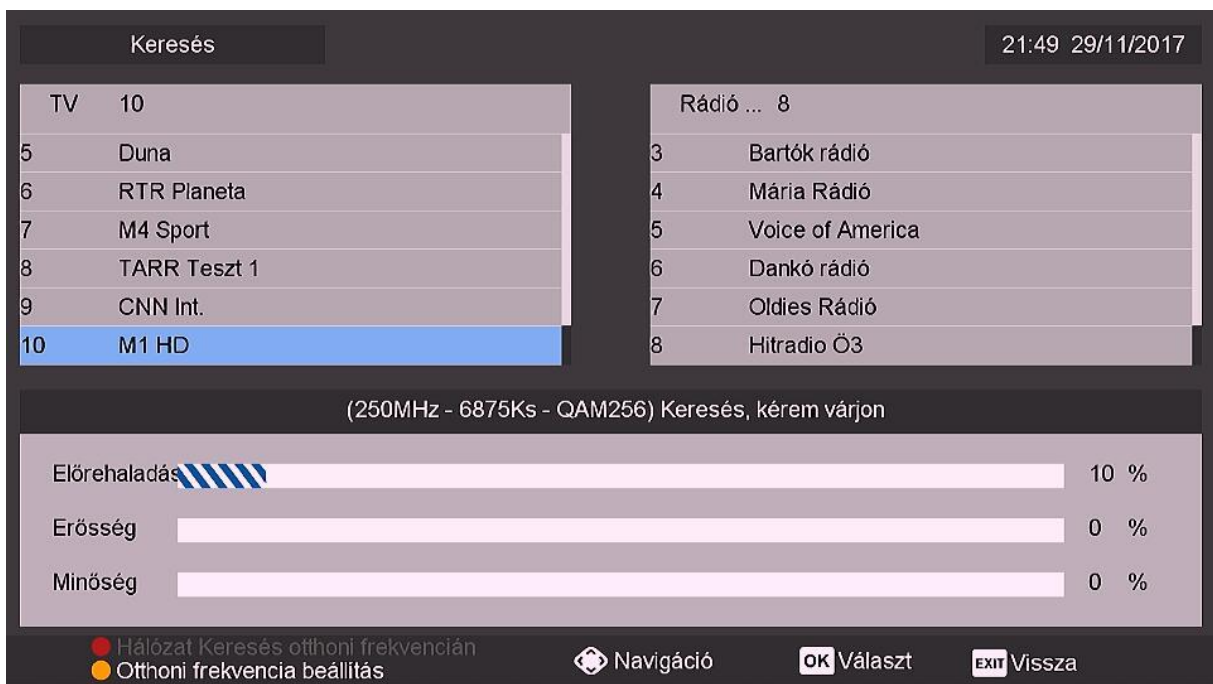 Keresés
21:49 29/11/2017
TV 10
5 Duna
6 RTR Planeta
7 M4 Sport
8 TARR Teszt 1
9 CNN Int.
10 M1 HD
Rádió ... 8
3 Bartók rádió
4 Mária Rádió
5 Voice of America
6 Dankó rádió
7 Oldies Rádió
8 Hitradio Ö3
(250MHz - 6875Ks - QAM256) Keresés, kérem várjon
Előrehaladás 10 %
Erősség 0 %
Minőség 0 %
Hálózat Keresés otthoni frekvencián
Otthoni frekvencia beállítás
Navigáció
OK Választ
EXIT Vissza